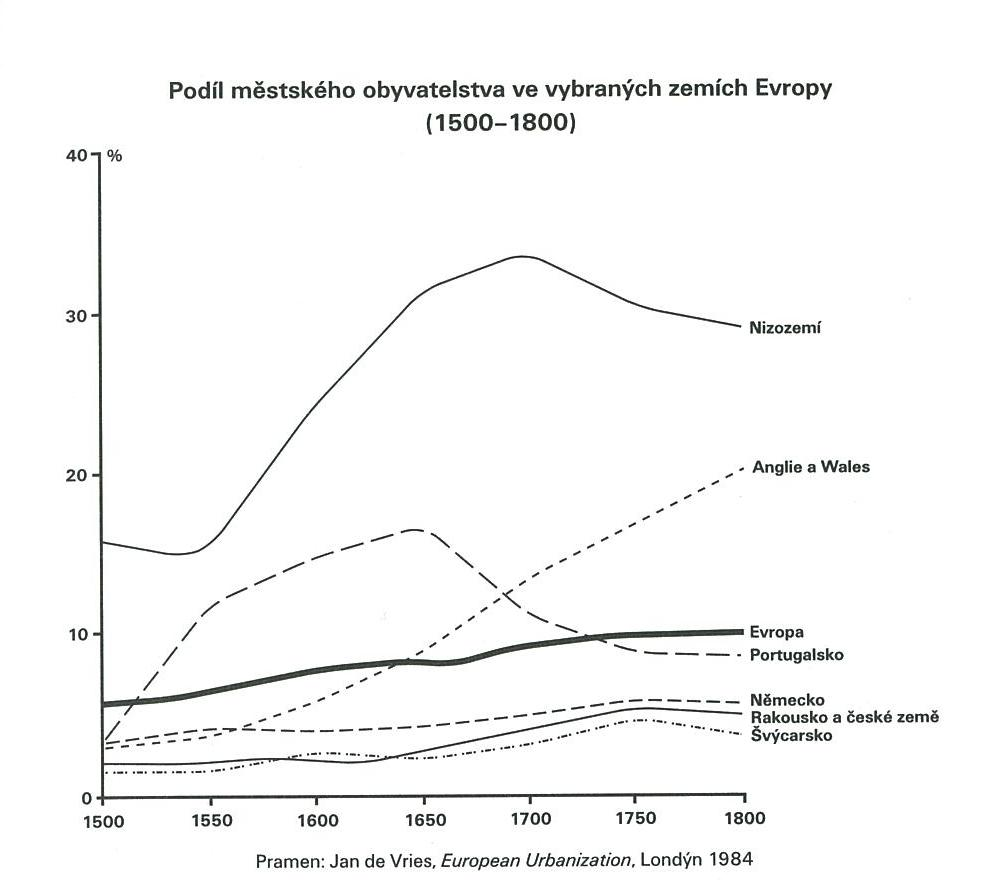 Podíl městského obyvatelstva ve vybraných zemích Evropy
(1500–1800)
40 %
30
Nizozemí
20
Anglie a Wales
10
Evropa
Portugalsko
Německo
Rakousko a české země
Švýcarsko
0
1500 1550 1600 1650 1700 1750 1800
Pramen: Jan de Vries, European Urbanization, Londýn 1984